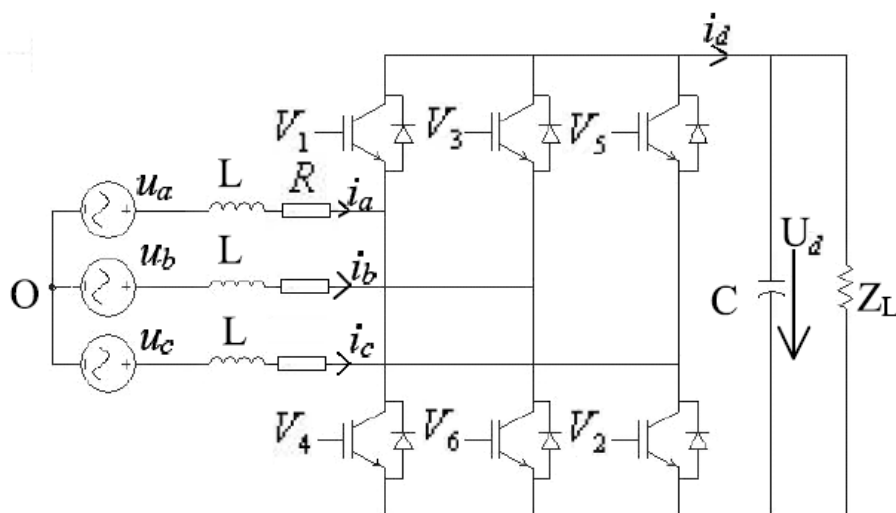 i_d
V_1
V_3
V_5
u_a
L
R
i_a
u_b
L
i_b
O
u_c
L
i_c
C
U_d
Z_L
V_4
V_6
V_2